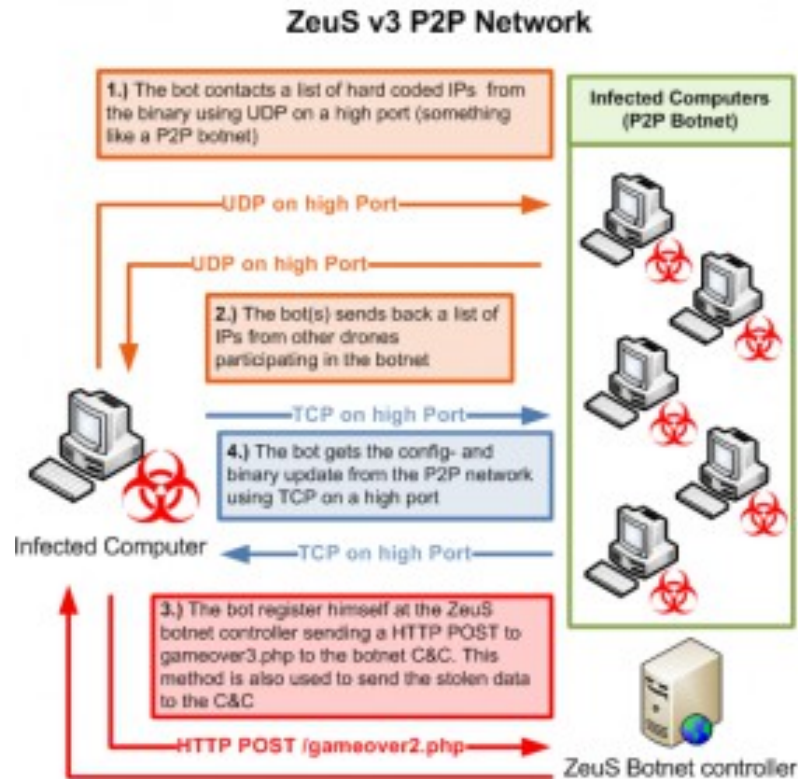 ZeuS v3 P2P Network
1.) The bot contacts a list of hard coded IPs from
the binary using UDP on a high port (something
like a P2P botnet)
Infected Computers
(P2P Botnet)
UDP on high Port
UDP on high Port
2.) The bot(s) sends back a list of
IPs from other drones
participating in the botnet
TCP on high Port
4.) The bot gets the config- and
binary update from the P2P network
using TCP on a high port
Infected Computer
TCP on high Port
3.) The bot register himself at the ZeuS
botnet controller sending a HTTP POST to
gameover3.php to the botnet C&C. This
method is also used to send the stolen data
to the C&C
HTTP POST /gameover2.php
ZeuS Botnet controller